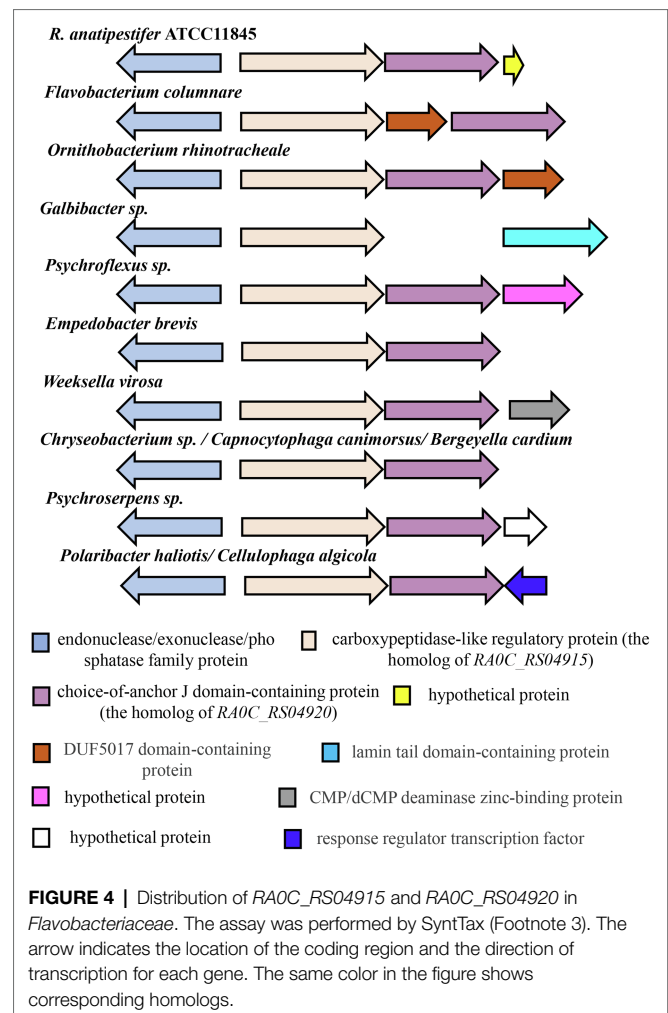 R. anatipestifer ATCC11845
Flavobacterium columnare
Ornithobacterium rhinotracheale
Galbibacter sp.
Psychroflexus sp.
Empedobacter brevis
Weeksella virosa
Chryseobacterium sp. / Capnocytophaga canimorsus/ Bergeyella cardium
Psychroserpens sp.
Polaribacter haliotis/ Cellulophaga algicola
endonuclease/exonuclease/pho
sphatase family protein
carboxypeptidase-like regulatory protein (the
homolog of RA0C_RS04915)
choice-of-anchor J domain-containing protein
(the homolog of RA0C_RS04920)
hypothetical protein
DUF5017 domain-containing
protein
lamin tail domain-containing protein
hypothetical protein
CMP/dCMP deaminase zinc-binding protein
hypothetical protein
response regulator transcription factor
FIGURE 4 | Distribution of RA0C_RS04915 and RA0C_RS04920 in
Flavobacteriaceae. The assay was performed by SyntTax (Footnote 3). The
arrow indicates the location of the coding region and the direction of
transcription for each gene. The same color in the figure shows
corresponding homologs.